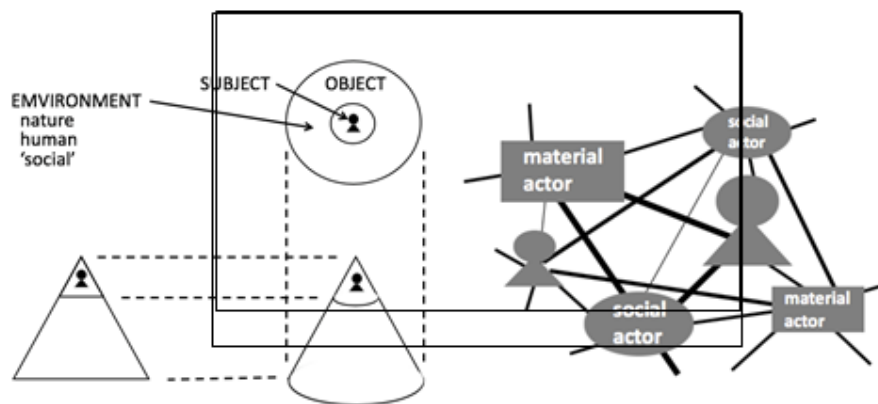 SUBJECT
OBJECT
EMVIRONMENT
nature
human
'social'
material
actor
social
actor
social
actor
material
actor